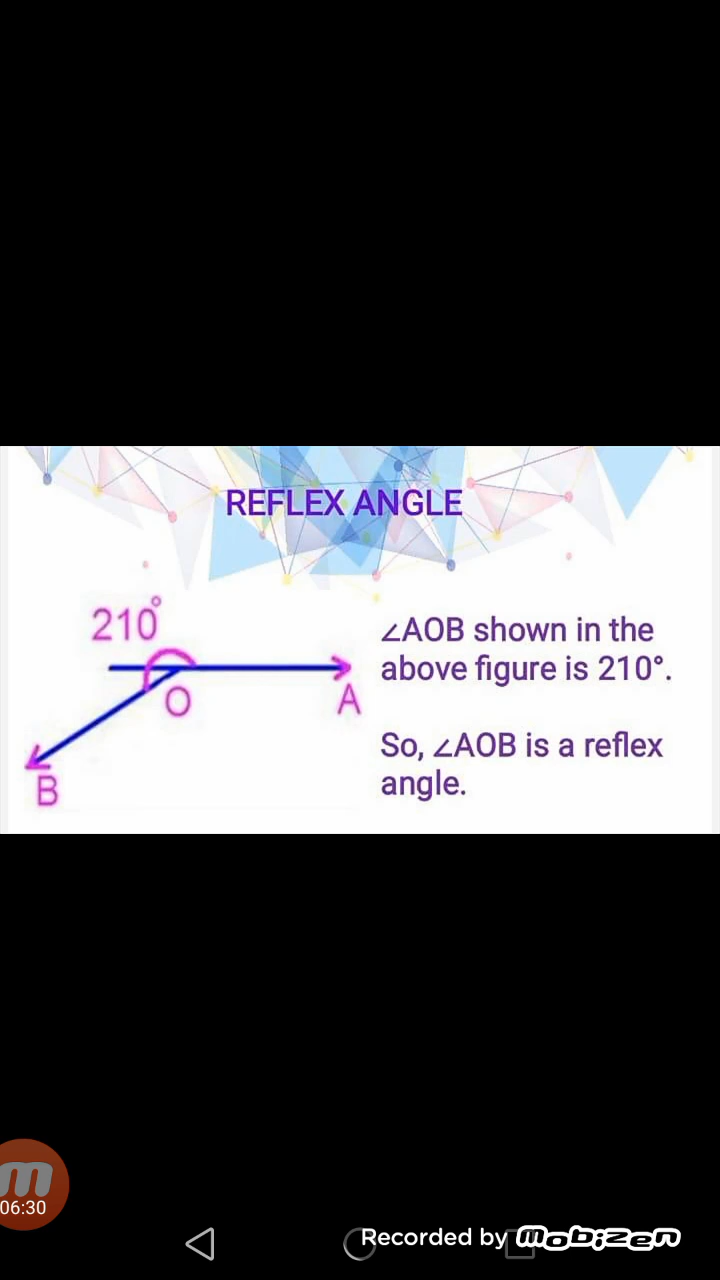 REFLEX ANGLE
210°
∠AOB shown in the
above figure is 210°.
O
A
So, ∠AOB is a reflex
angle.
B
m
06:30
Recorded by Mobizen